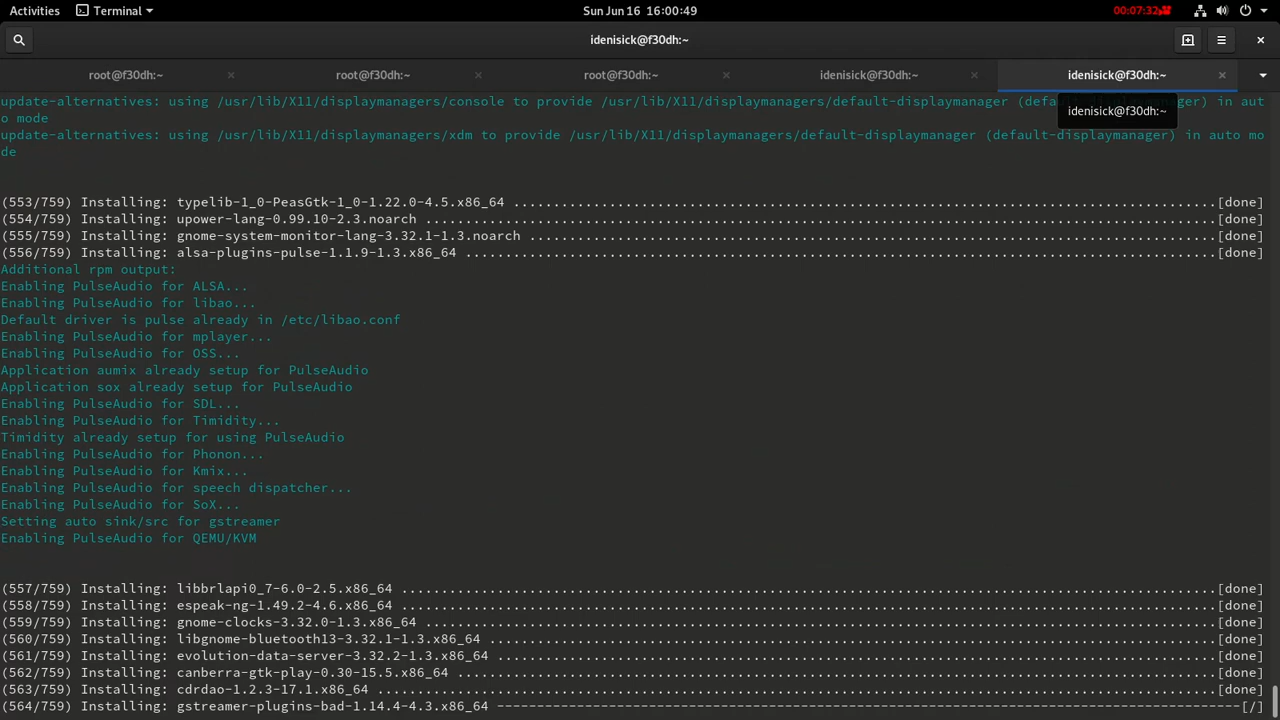 Activities Terminal Sun Jun 16 16:00:49 00:07:32
idenisick@f30dh:~
root@f30dh:~ root@f30dh:~ root@f30dh:~ idenisick@f30dh:~ idenisick@f30dh:~
update-alternatives: using /usr/lib/X11/displaymanagers/console to provide /usr/lib/X11/displaymanagers/default-displaymanager (default-displaymanager) in aut
idenisick@f30dh:~
o mode
update-alternatives: using /usr/lib/X11/displaymanagers/xdm to provide /usr/lib/X11/displaymanagers/default-displaymanager (default-displaymanager) in auto mo
de
(553/759) Installing: typelib-1_0-PeasGtk-1_0-1.22.0-4.5.x86_64 ........................................................................................[done]
(554/759) Installing: upower-lang-0.99.10-2.3.noarch ...................................................................................................[done]
(555/759) Installing: gnome-system-monitor-lang-3.32.1-1.3.noarch ......................................................................................[done]
(556/759) Installing: alsa-plugins-pulse-1.1.9-1.3.x86_64 ..............................................................................................[done]
Additional rpm output:
Enabling PulseAudio for ALSA...
Enabling PulseAudio for libao...
Default driver is pulse already in /etc/libao.conf
Enabling PulseAudio for mplayer...
Enabling PulseAudio for OSS...
Application aumix already setup for PulseAudio
Application sox already setup for PulseAudio
Enabling PulseAudio for SDL...
Enabling PulseAudio for Timidity...
Timidity already setup for using PulseAudio
Enabling PulseAudio for Phonon...
Enabling PulseAudio for Kmix...
Enabling PulseAudio for speech dispatcher...
Enabling PulseAudio for SoX...
Setting auto sink/src for gstreamer
Enabling PulseAudio for QEMU/KVM
(557/759) Installing: libbrlapi0_7-6.0-2.5.x86_64 ......................................................................................................[done]
(558/759) Installing: espeak-ng-1.49.2-4.6.x86_64 ......................................................................................................[done]
(559/759) Installing: gnome-clocks-3.32.0-1.3.x86_64 ...................................................................................................[done]
(560/759) Installing: libgnome-bluetooth13-3.32.1-1.3.x86_64 ...........................................................................................[done]
(561/759) Installing: evolution-data-server-3.32.2-1.3.x86_64 ..........................................................................................[done]
(562/759) Installing: canberra-gtk-play-0.30-15.5.x86_64 ...............................................................................................[done]
(563/759) Installing: cdrdao-1.2.3-17.1.x86_64 .........................................................................................................[done]
(564/759) Installing: gstreamer-plugins-bad-1.14.4-4.3.x86_64 ---------------------------------------------------------------------------------------------[/]